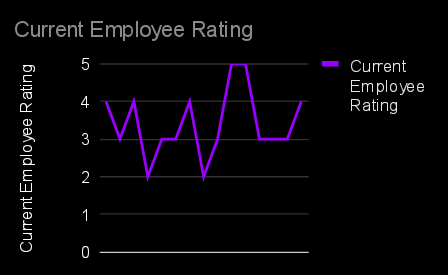 Current Employee Rating
Current Employee Rating
5
4
3
2
1
0
Current
Employee
Rating